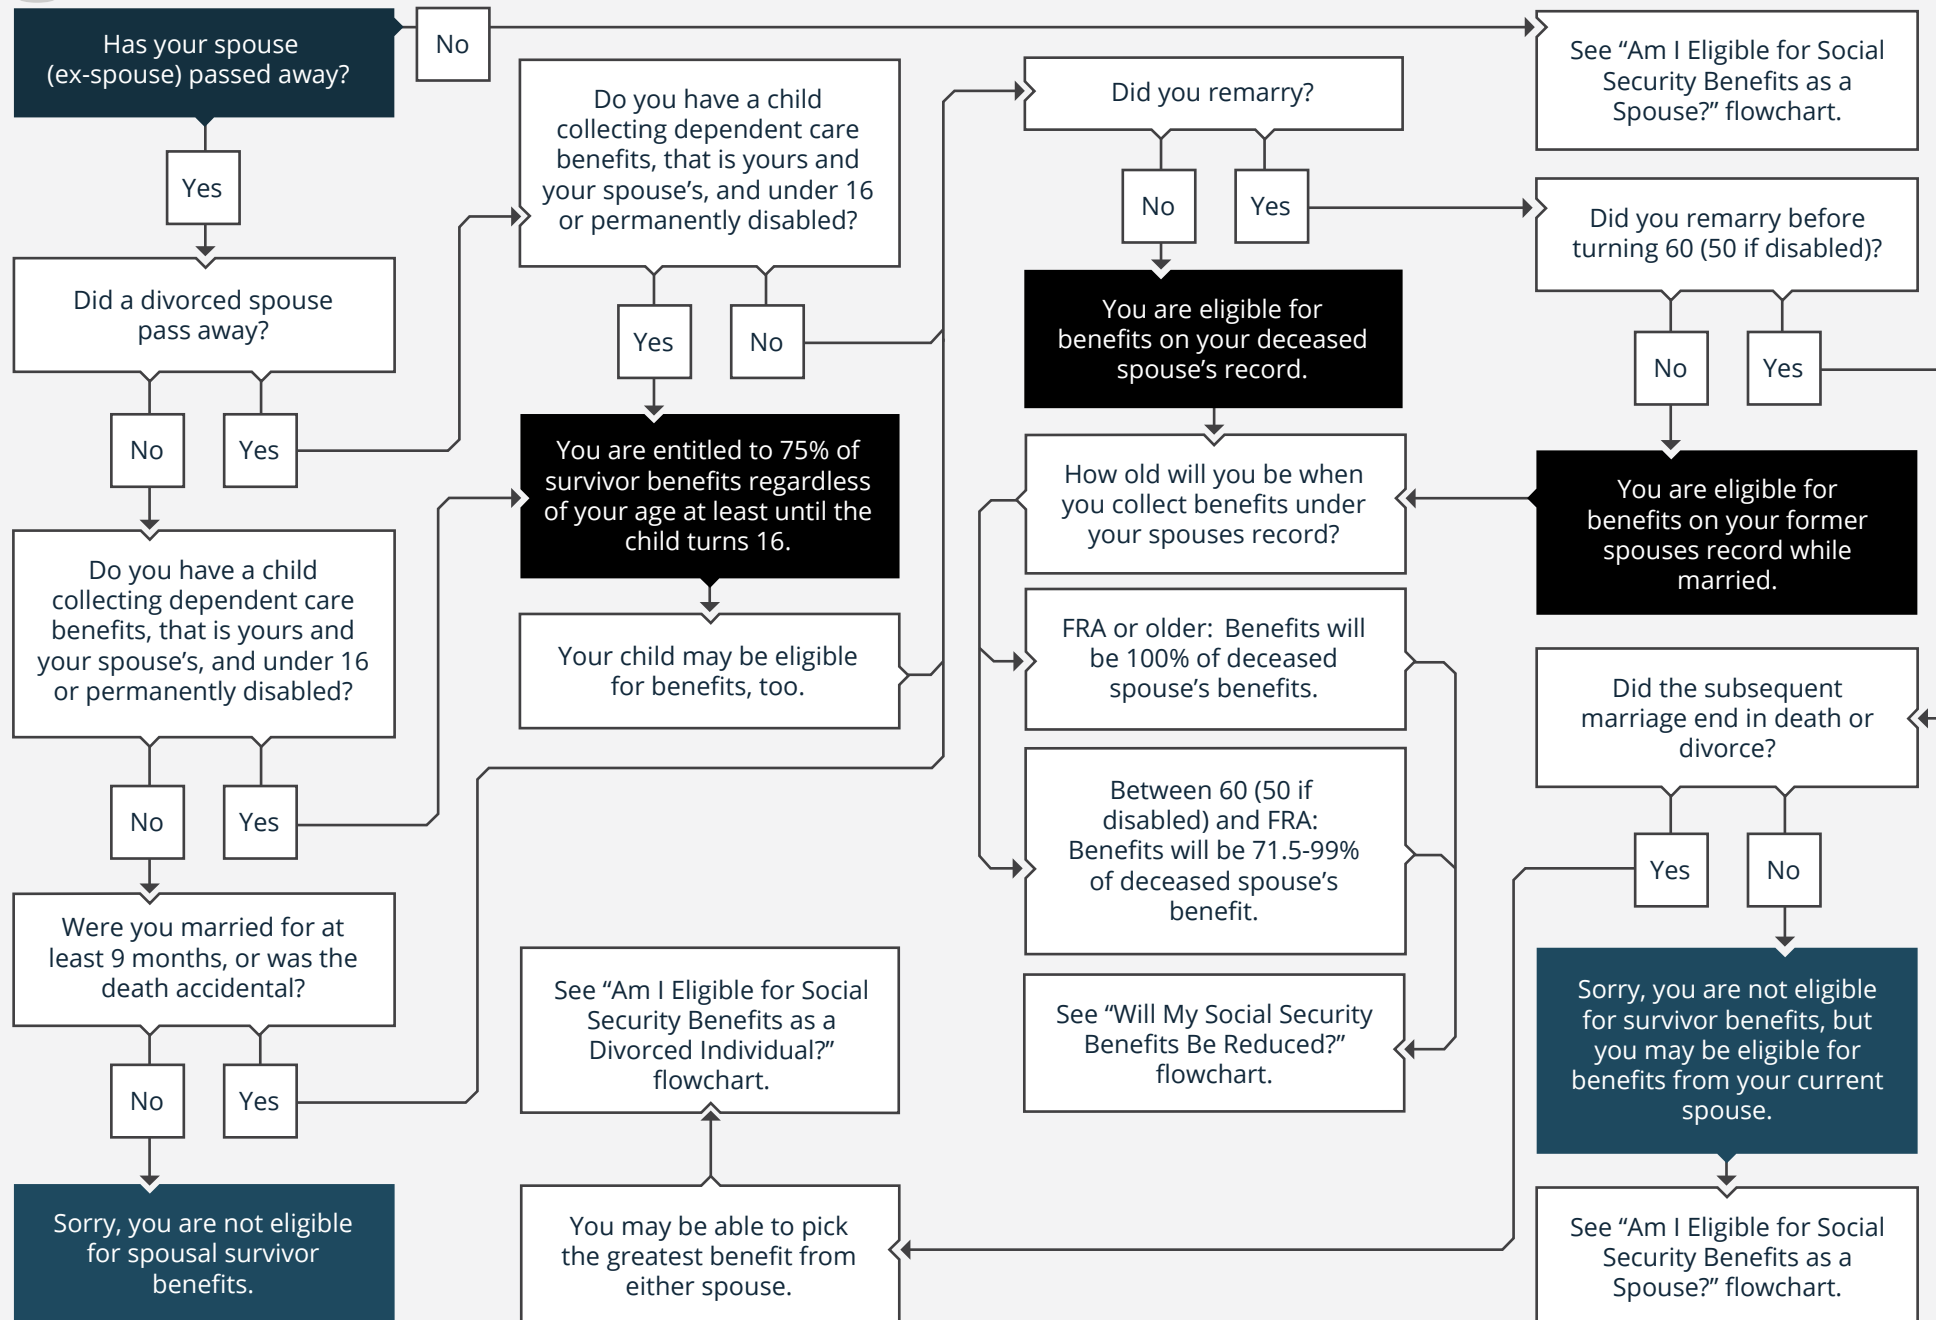 Has your spouse
(ex-spouse) passed away?
No
Yes
Did a divorced spouse
pass away?
No
Yes
Do you have a child
collecting dependent care
benefits, that is yours and
your spouse’s, and under 16
or permanently disabled?
No
Yes
Were you married for at
least 9 months, or was the
death accidental?
No
Yes
Sorry, you are not eligible
for spousal survivor
benefits.
Do you have a child
collecting dependent care
benefits, that is yours and
your spouse’s, and under 16
or permanently disabled?
Yes
No
You are entitled to 75% of
survivor benefits regardless
of your age at least until the
child turns 16.
Your child may be eligible
for benefits, too.
See “Am I Eligible for Social
Security Benefits as a
Divorced Individual?”
flowchart.
You may be able to pick
the greatest benefit from
either spouse.
Did you remarry?
No
Yes
You are eligible for
benefits on your deceased
spouse’s record.
How old will you be when
you collect benefits under
your spouses record?
FRA or older:  Benefits will
be 100% of deceased
spouse’s benefits.
Between 60 (50 if
disabled) and FRA:
Benefits will be 71.5-99%
of deceased spouse’s
benefit.
See “Will My Social Security
Benefits Be Reduced?”
flowchart.
See “Am I Eligible for Social
Security Benefits as a
Spouse?” flowchart.
Did you remarry before
turning 60 (50 if disabled)?
No
Yes
You are eligible for
benefits on your former
spouses record while
married.
Did the subsequent
marriage end in death or
divorce?
Yes
No
Sorry, you are not eligible
for survivor benefits, but
you may be eligible for
benefits from your current
spouse.
See “Am I Eligible for Social
Security Benefits as a
Spouse?” flowchart.